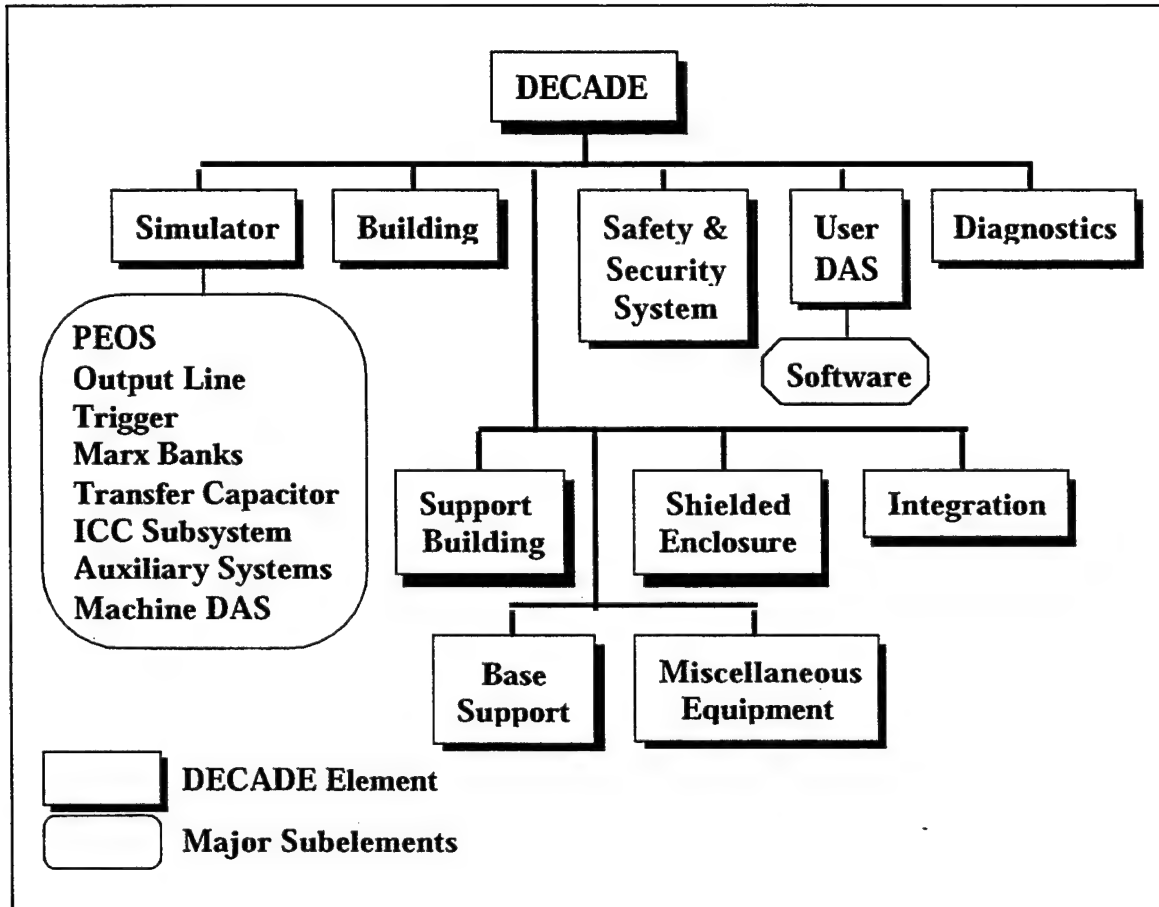 DECADE
Simulator
Building
Safety &
Security
System
User
DAS
Diagnostics
PEOS
Output Line
Trigger
Marx Banks
Transfer Capacitor
ICC Subsystem
Auxiliary Systems
Machine DAS
Software
Support
Building
Shielded
Enclosure
Integration
Base
Support
Miscellaneous
Equipment
DECADE Element
Major Subelements